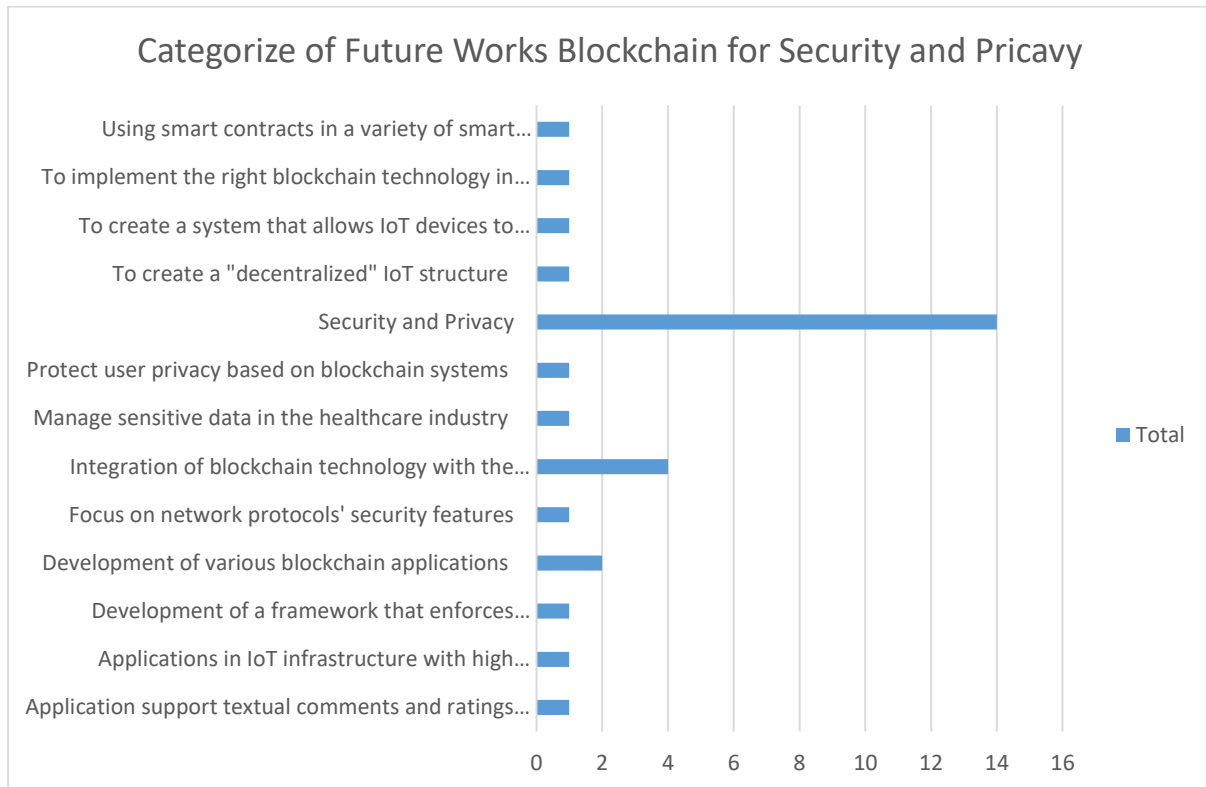 Categorize of Future Works Blockchain for Security and Pricavy
Using smart contracts in a variety of smart…
To implement the right blockchain technology in…
To create a system that allows IoT devices to…
To create a "decentralized" IoT structure
Security and Privacy
Protect user privacy based on blockchain systems
Manage sensitive data in the healthcare industry
Integration of blockchain technology with the…
Focus on network protocols' security features
Development of various blockchain applications
Development of a framework that enforces…
Applications in IoT infrastructure with high…
Application support textual comments and ratings…
Total
0 2 4 6 8 10 12 14 16